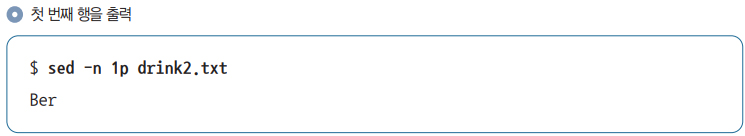 첫 번째 행을 출력
$ sed -n 1p drink2.txt
Ber